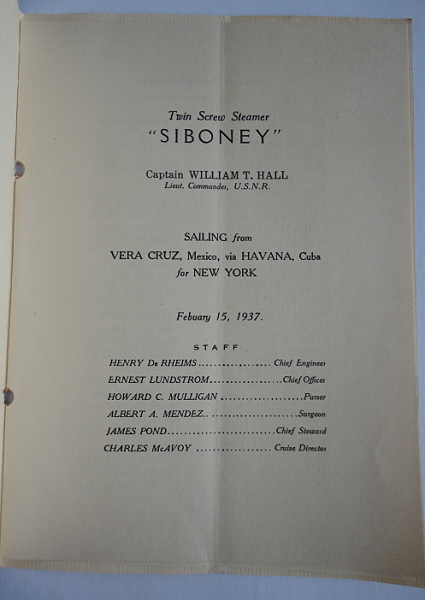 Twin Screw Steamer
"SIBONEY"
Captain WILLIAM T. HALL
Lieut. Commander, U.S.N.R.
SAILING from
VERA CRUZ, Mexico, via HAVANA, Cuba
for NEW YORK
Febuary 15, 1937.
STAFF
HENRY De RHEIMS .................. Chief Engineer
ERNEST LUNDSTROM.................. Chief Officer
HOWARD C. MULLIGAN ..................... Purser
ALBERT A. MENDEZ.. ..................... Surgeon
JAMES POND........................... Chief Steward
CHARLES McAVOY ................... Cruise Director